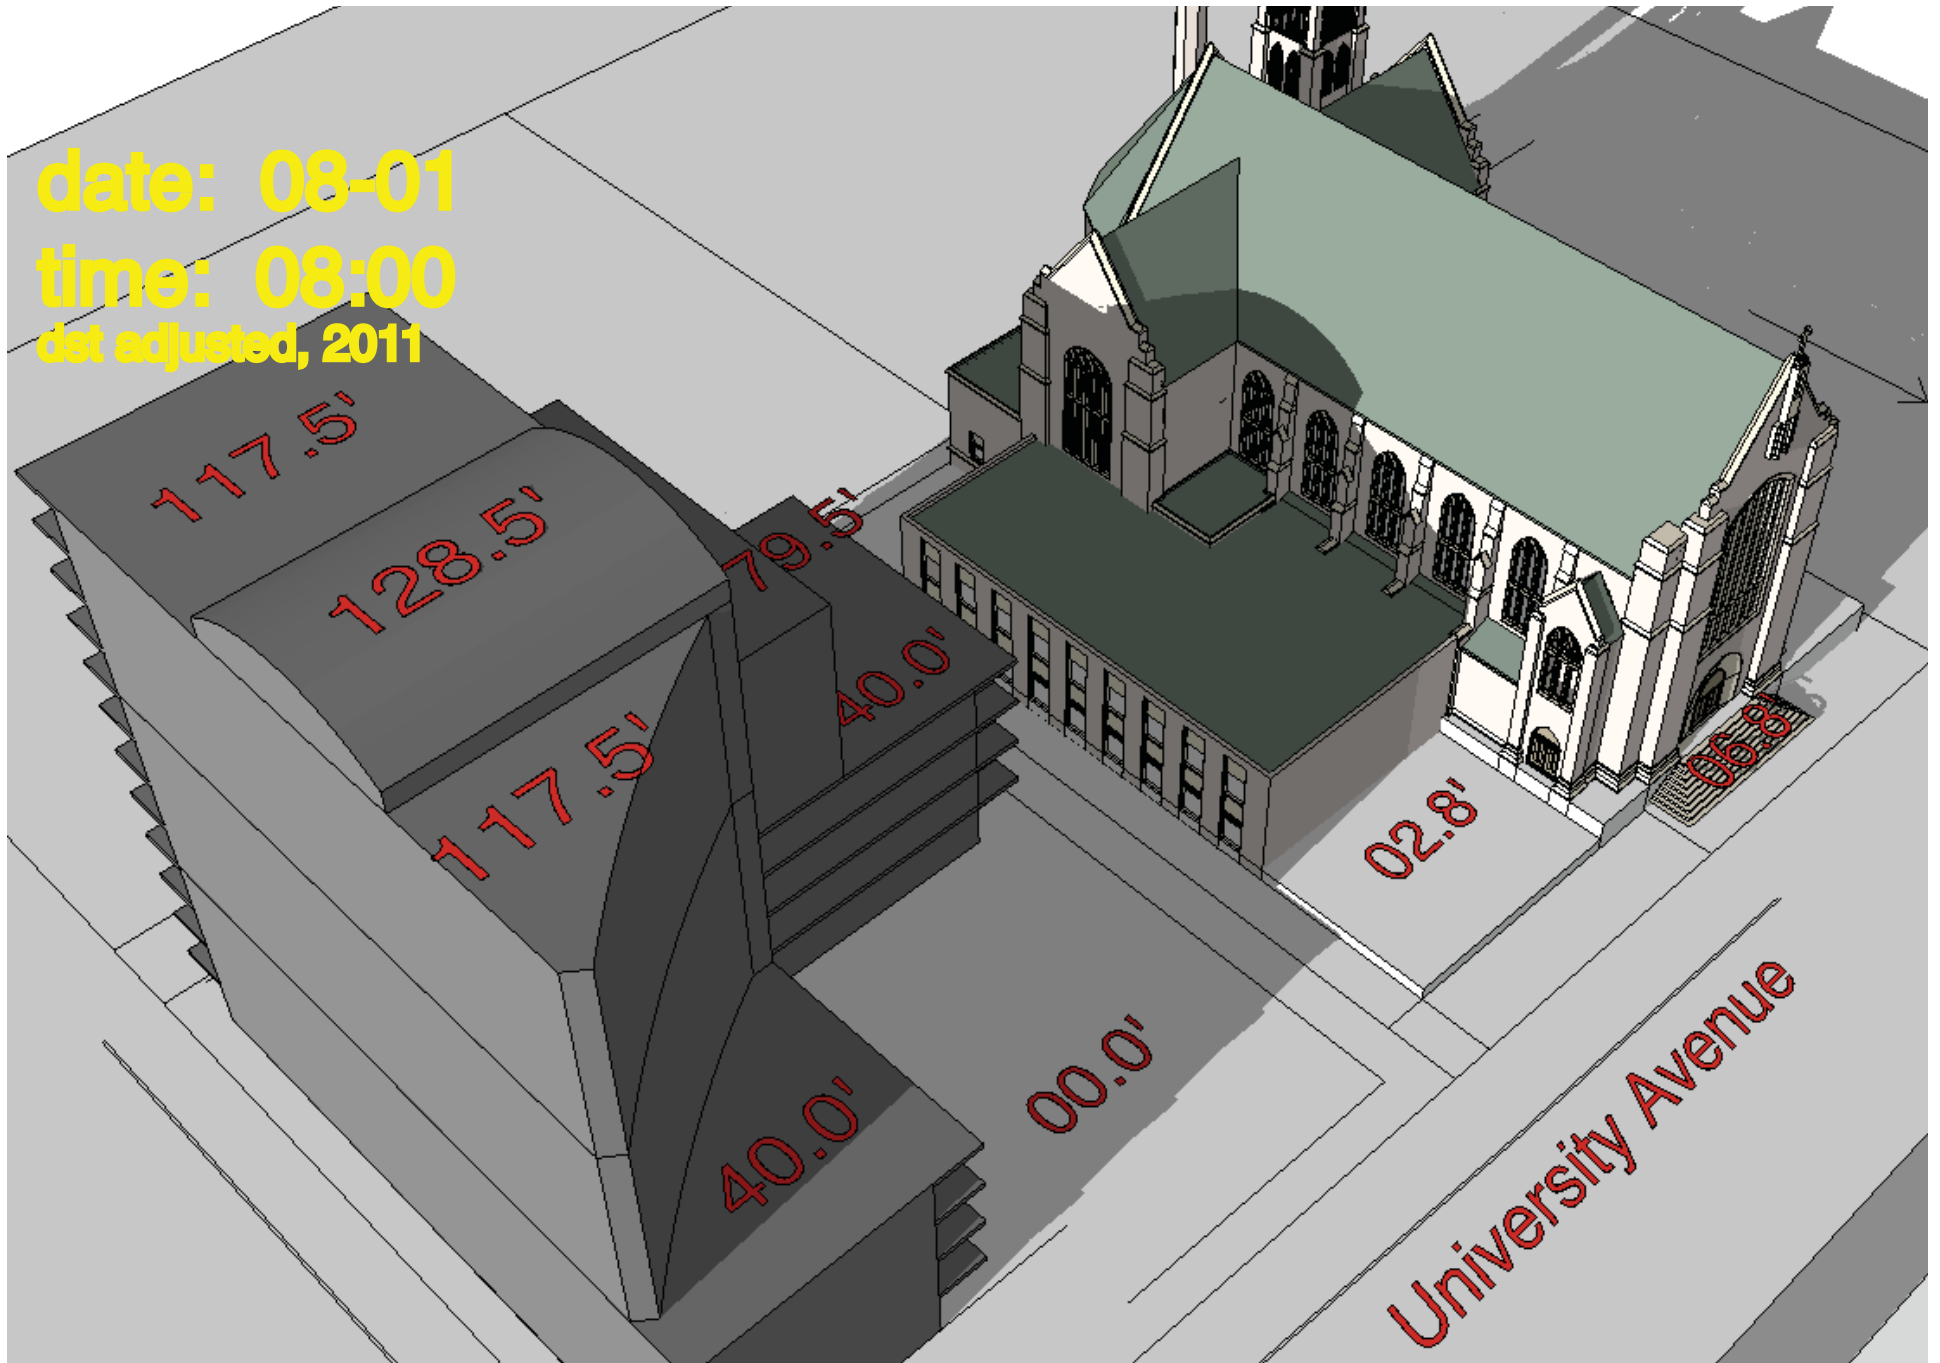 date: 08-01
time: 08:00
dst adjusted, 2011
117.5'
128.5'
79.5'
117.5'
40.0'
06.8'
02.8'
00.0'
40.0'
University Avenue